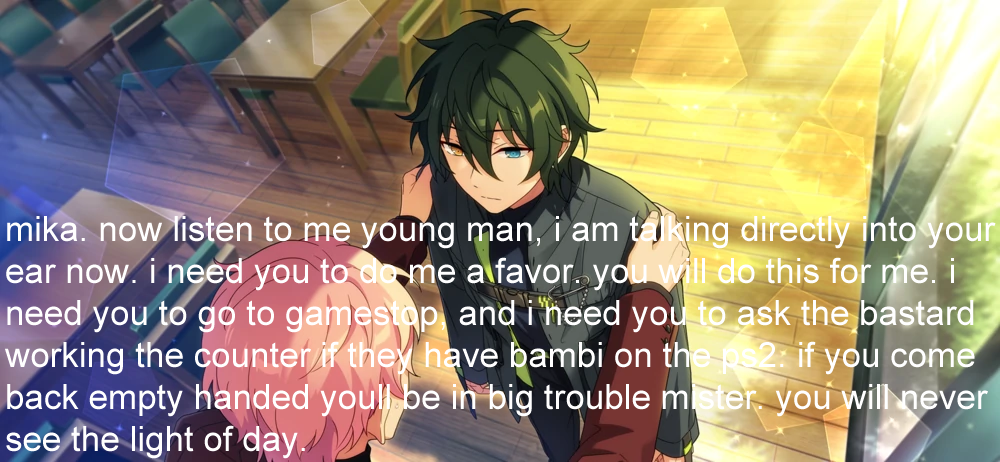 mika. now listen to me young man, i am talking directly into your
ear now. i need you to do me a favor. you will do this for me. i
need you to go to gamestop, and i need you to ask the bastard
working the counter if they have bambi on the ps2: if you come
back empty handed youll be in big trouble mister. you will never
see the light of day.